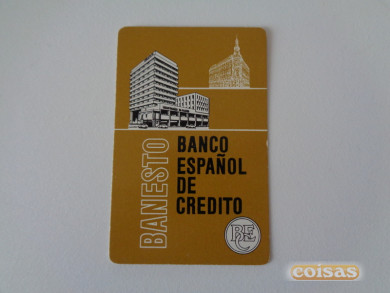 BANESTO
BANCO
ESPAÑOL
DE
CREDITO
BEC
coisas